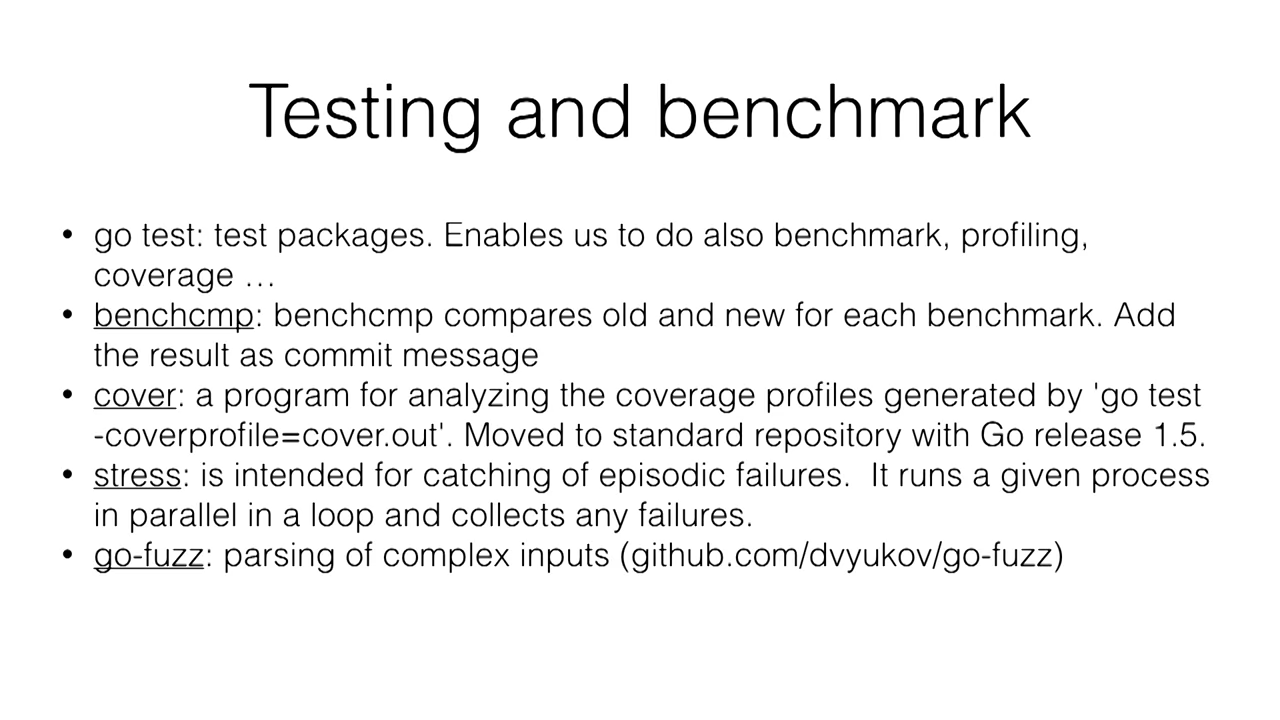 Testing and benchmark
• go test: test packages. Enables us to do also benchmark, profiling,
coverage …
• benchcmp: benchcmp compares old and new for each benchmark. Add
the result as commit message
• cover: a program for analyzing the coverage profiles generated by 'go test
-coverprofile=cover.out'. Moved to standard repository with Go release 1.5.
• stress: is intended for catching of episodic failures.  It runs a given process
in parallel in a loop and collects any failures.
• go-fuzz: parsing of complex inputs (github.com/dvyukov/go-fuzz)